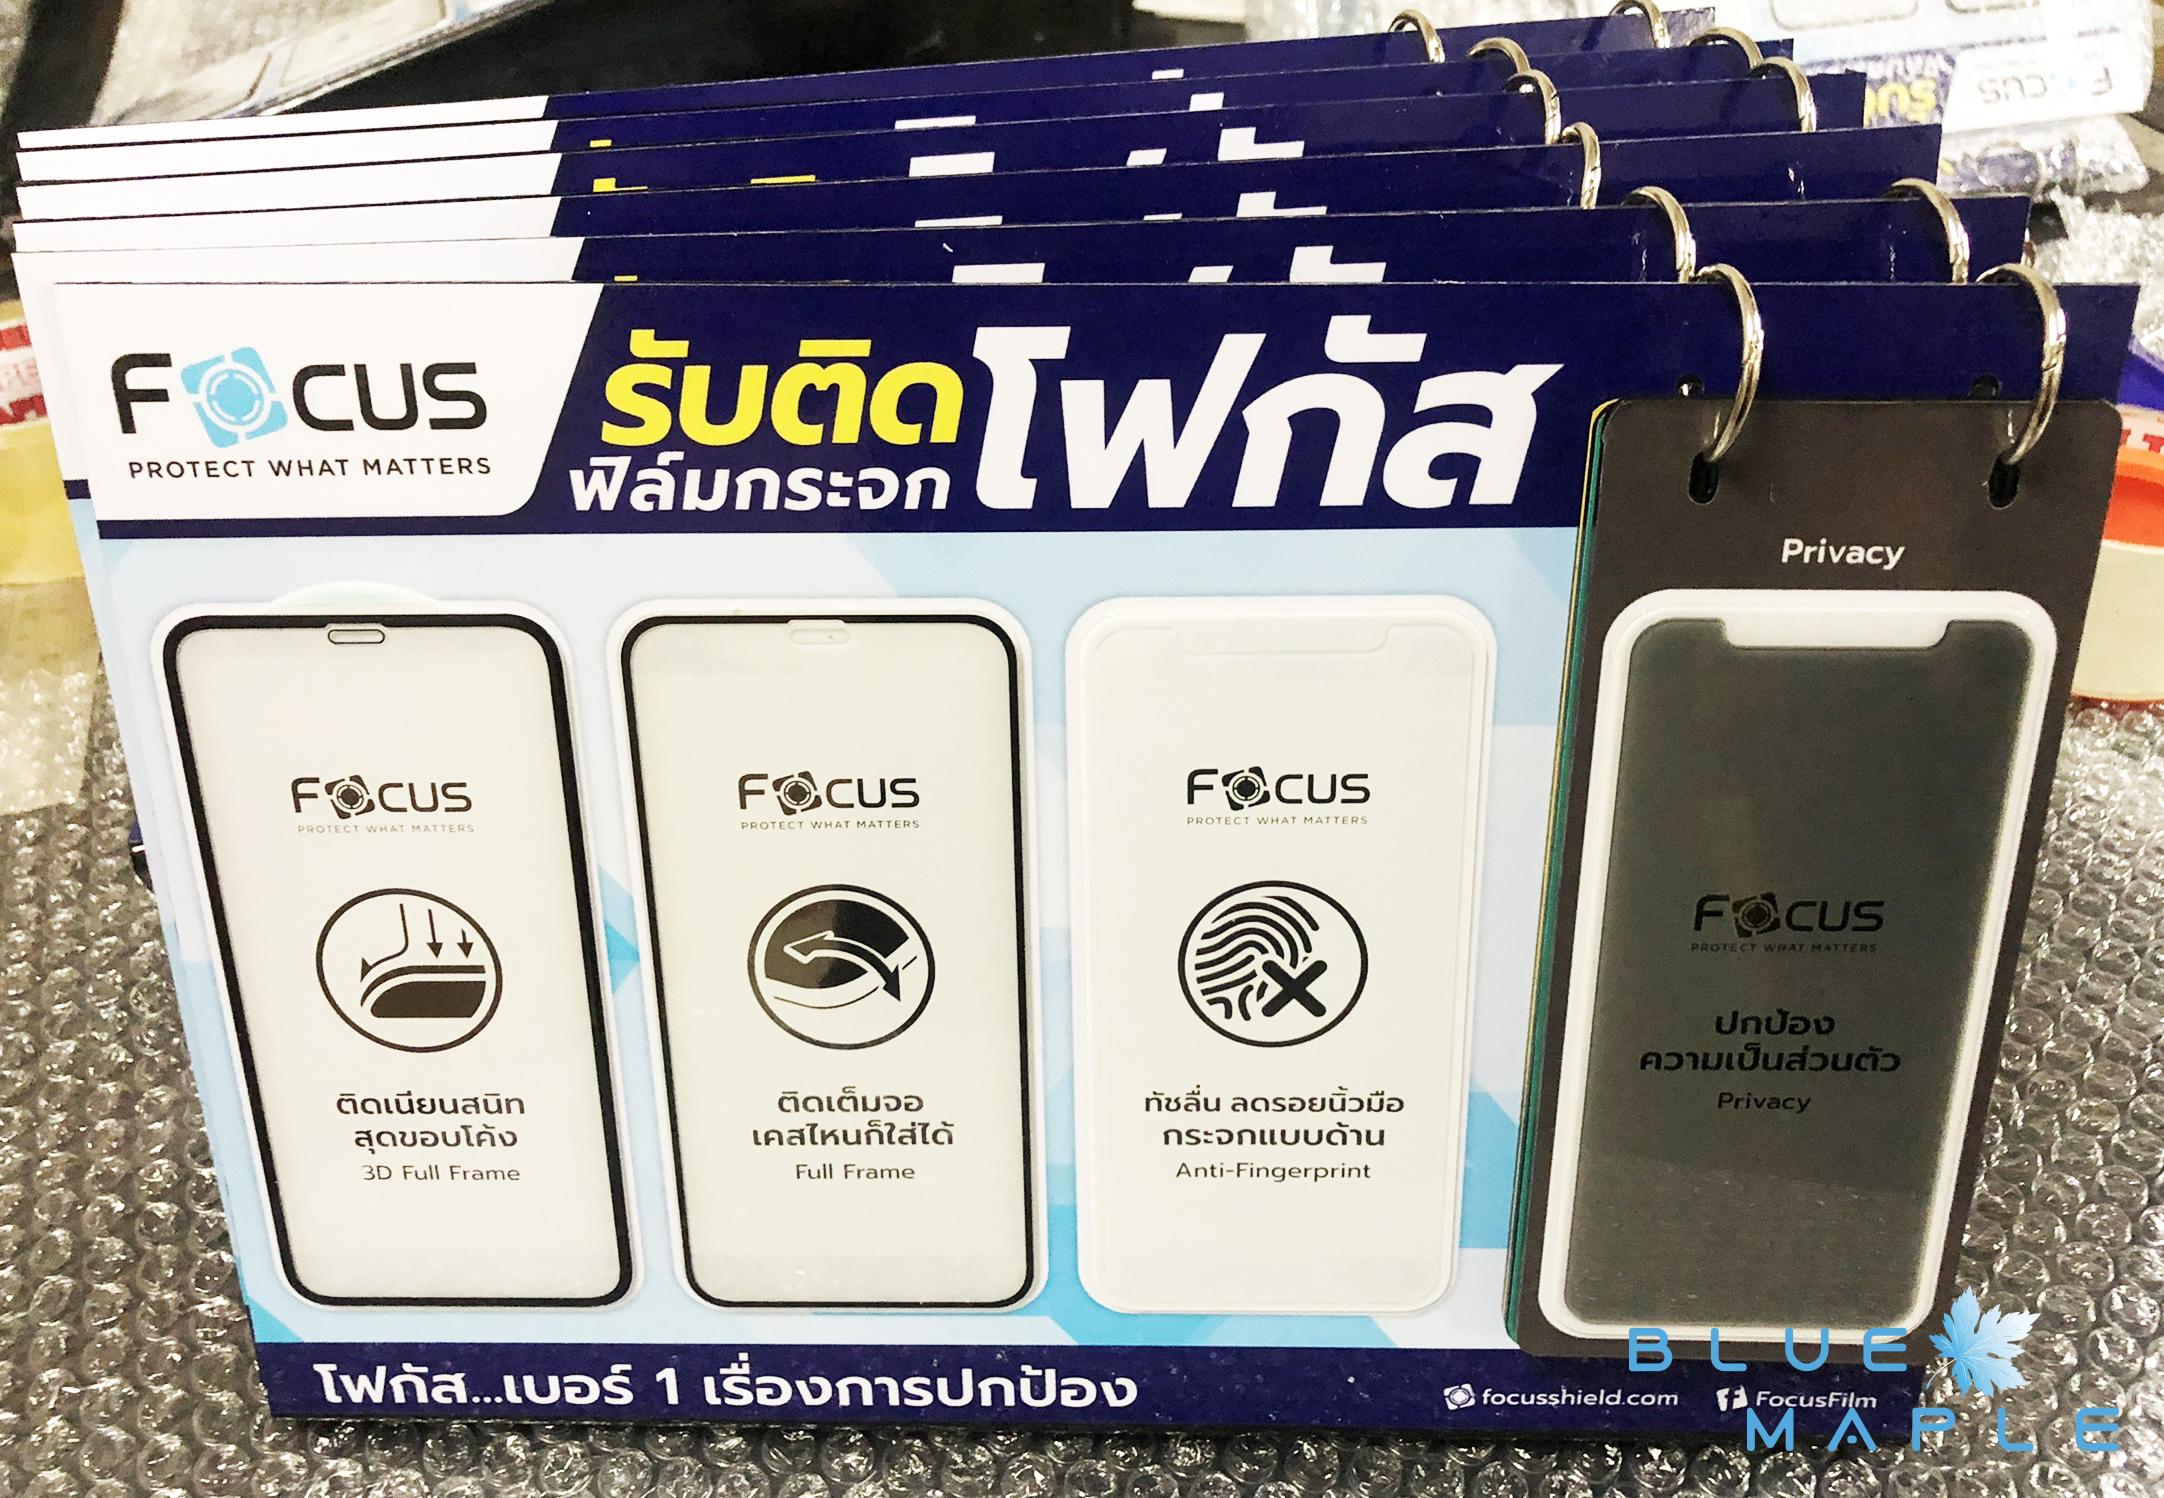 FOCUS
PROTECT WHAT MATTERS
รับติด
ฟิล์มกระจก
โฟกัส
Privacy
FOCUS
PROTECT WHAT MATTERS
ติดเนียนสนิท
สุดขอบโค้ง
3D Full Frame
FOCUS
PROTECT WHAT MATTERS
ติดเต็มจอ
เคสไหนก็ใส่ได้
Full Frame
FOCUS
PROTECT WHAT MATTERS
ทัชลื่น ลดรอยนิ้วมือ
กระจกแบบด้าน
Anti-Fingerprint
FOCUS
PROTECT WHAT MATTERS
ปกป้อง
ความเป็นส่วนตัว
Privacy
โฟกัส...เบอร์ 1 เรื่องการปกป้อง
focusshield.com
FocusFilm
BLUE
MAPLE